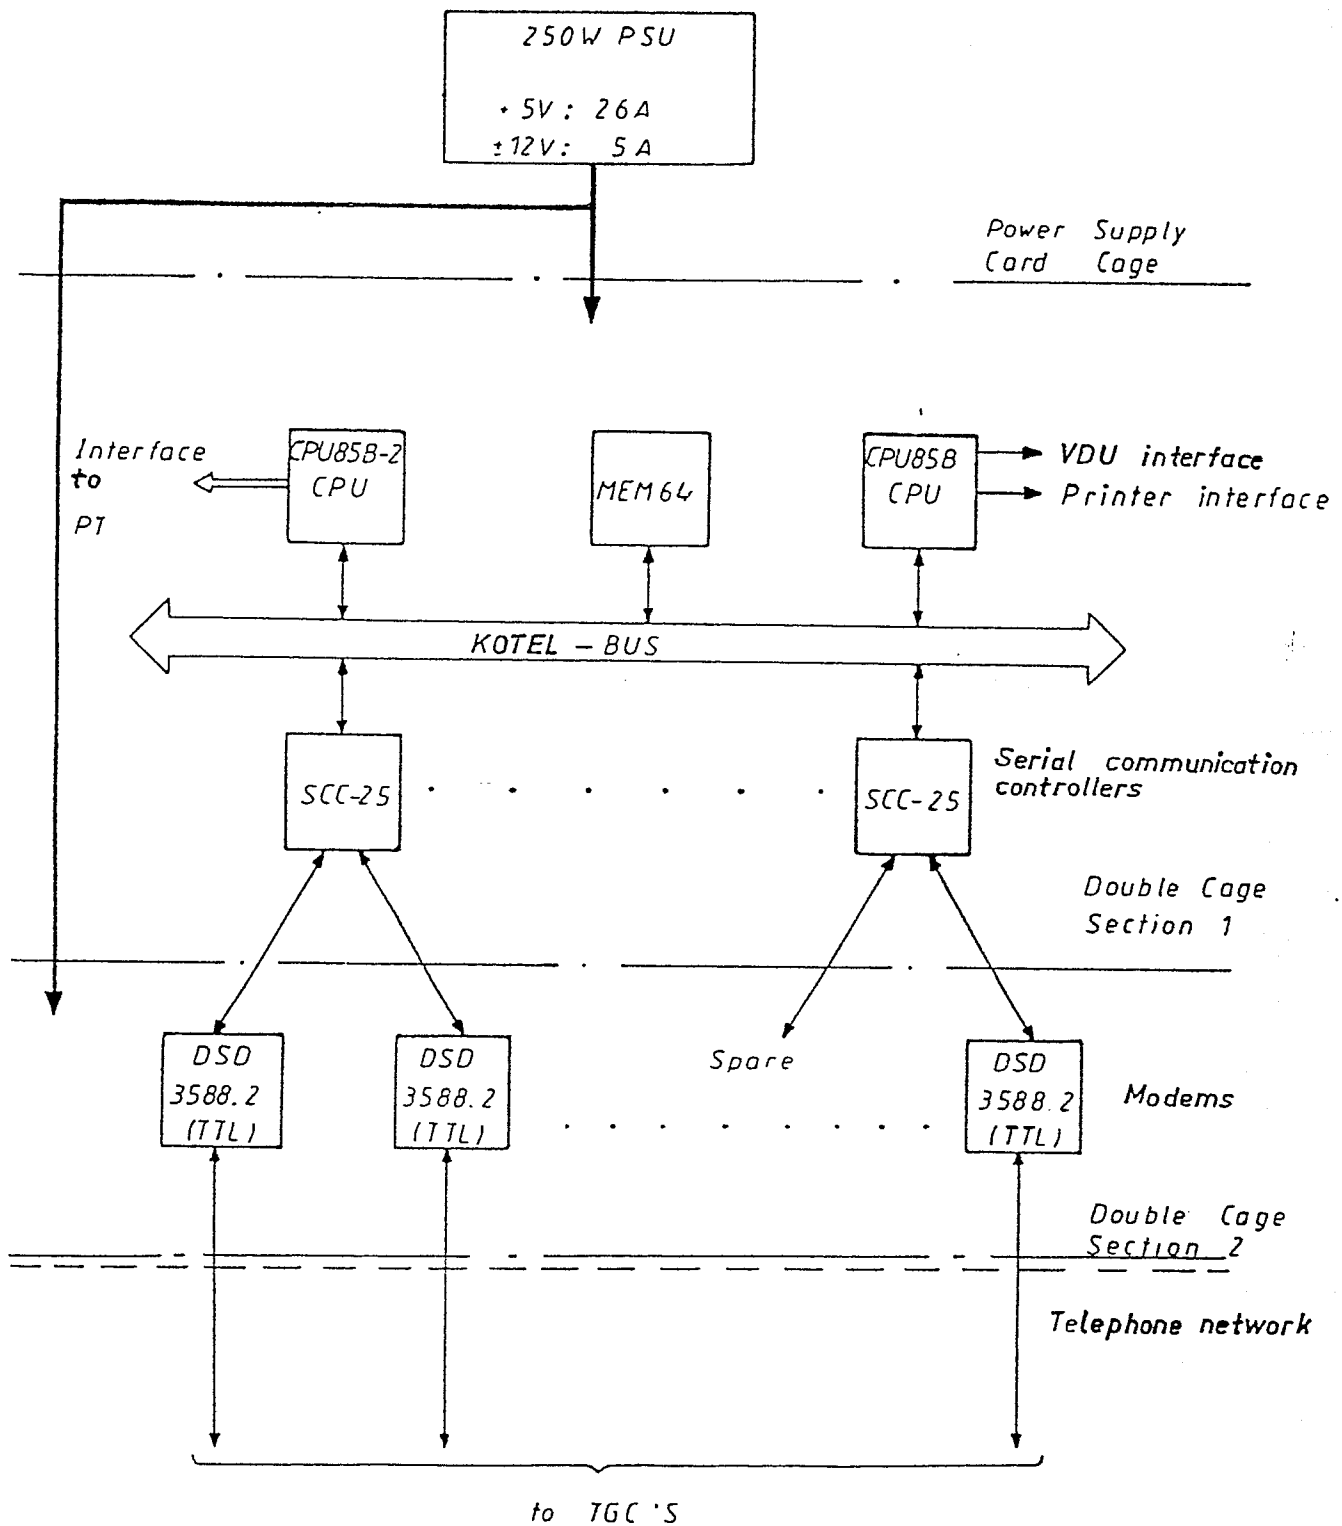 250W PSU
+ 5V: 26A
±12V: 5A
Power Supply
Card Cage
Interface
to
PT
CPU85B-2
CPU
MEM64
CPU85B
CPU
VDU interface
Printer interface
KOTEL - BUS
SCC-25
SCC-25
Serial communication
controllers
Double Cage
Section 1
DSD
3588.2
(TTL)
DSD
3588.2
(TTL)
Spare
DSD
3588.2
(TTL)
Modems
Double Cage
Section 2
Telephone network
to TGC'S